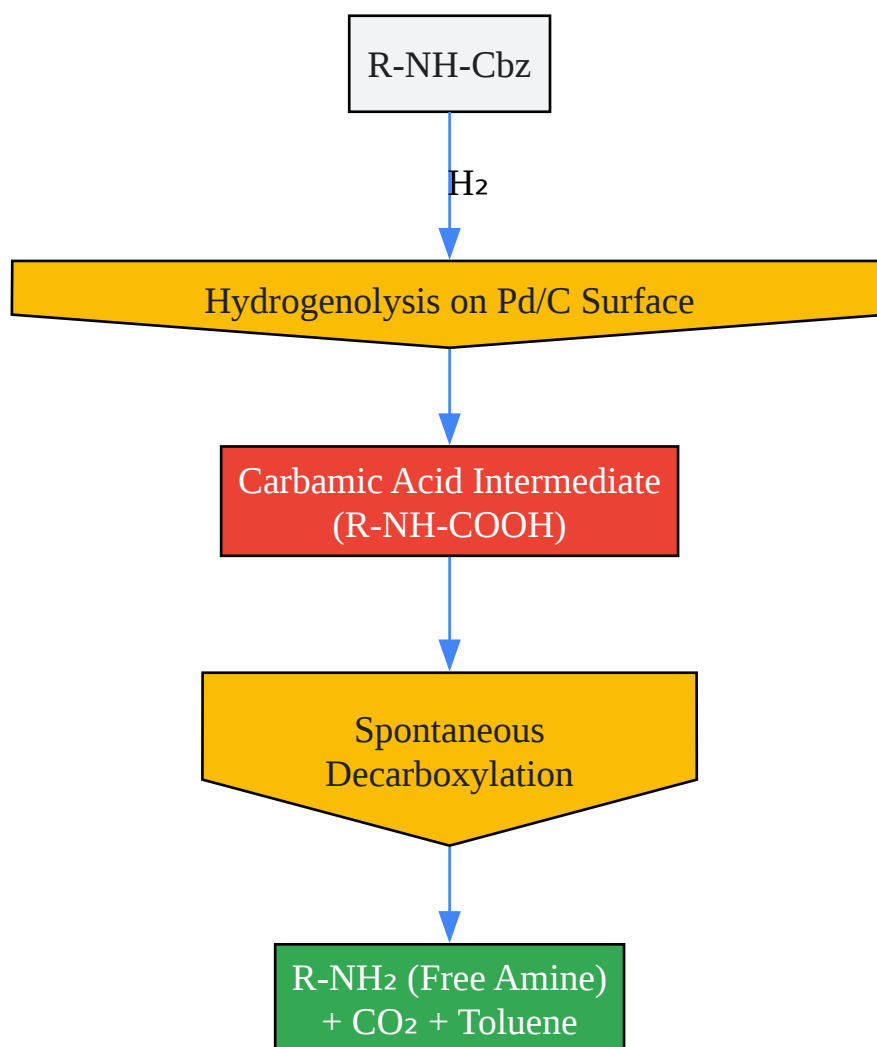 R-NH-Cbz
H₂
Hydrogenolysis on Pd/C Surface
Carbamic Acid Intermediate
(R-NH-COOH)
Spontaneous
Decarboxylation
R-NH₂ (Free Amine)
+ CO₂ + Toluene